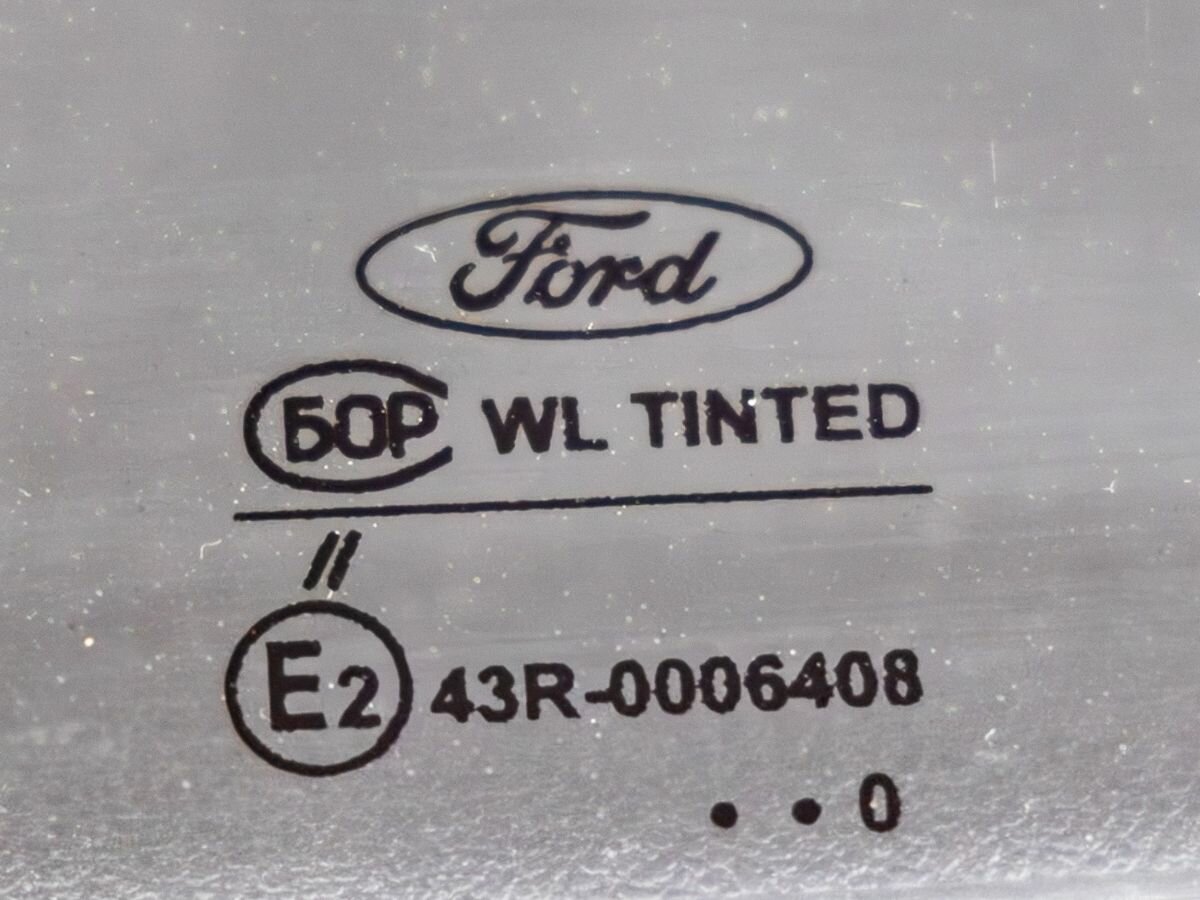 Ford
БОР WL TINTED
//
E2 43R-0006408
• • 0